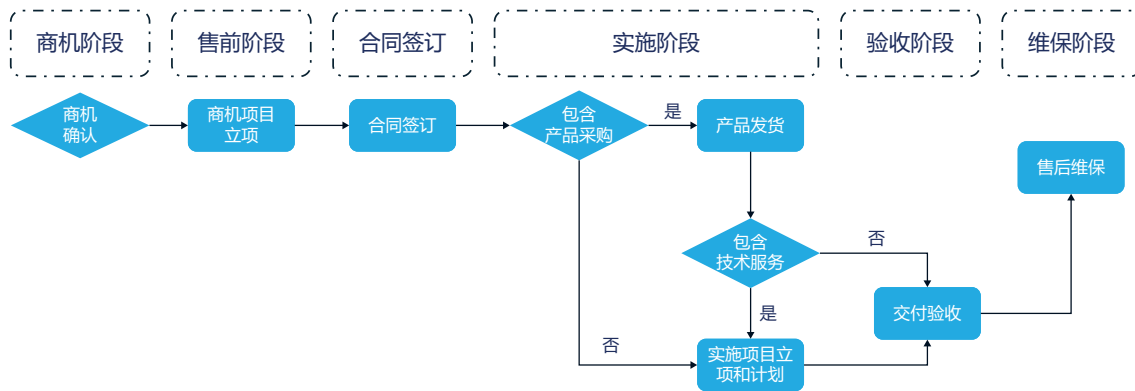 商机阶段
售前阶段
合同签订
实施阶段
验收阶段
维保阶段
商机
确认
商机项目
立项
合同签订
包含
产品采购
是
产品发货
售后维保
包含
技术服务
否
是
交付验收
否
实施项目立
项和计划